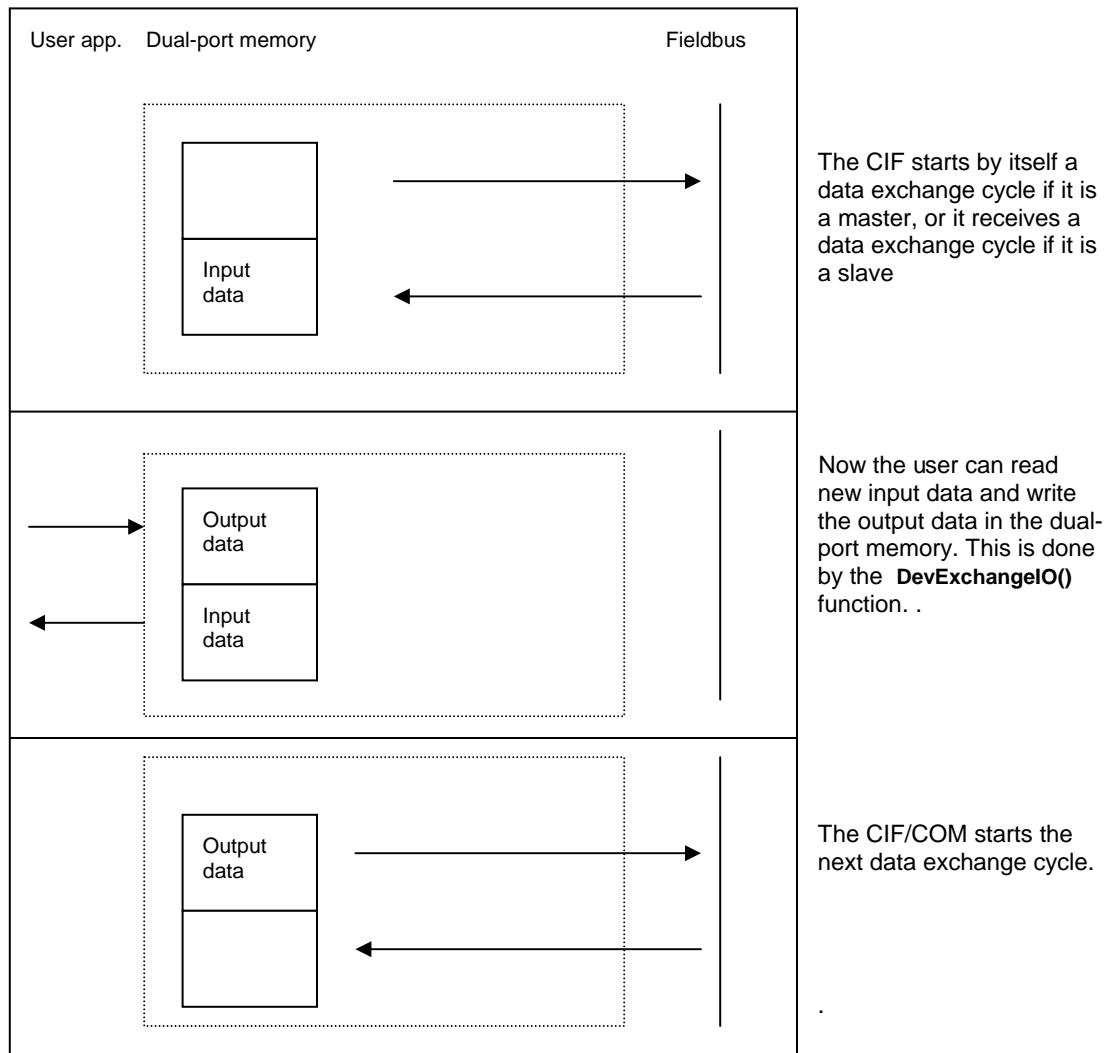 User app. Dual-port memory Fieldbus
Input
data
The CIF starts by itself a
data exchange cycle if it is
a master, or it receives a
data exchange cycle if it is
a slave
Output
data
Input
data
Now the user can read
new input data and write
the output data in the dual-
port memory. This is done
by the DevExchangeIO()
function. .
Output
data
The CIF/COM starts the
next data exchange cycle.
.